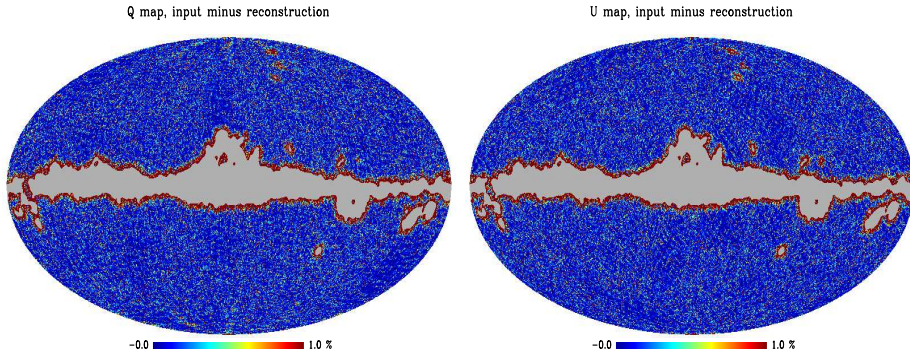 Q map, input minus reconstruction
U map, input minus reconstruction
-0.0 1.0 %
-0.0 1.0 %